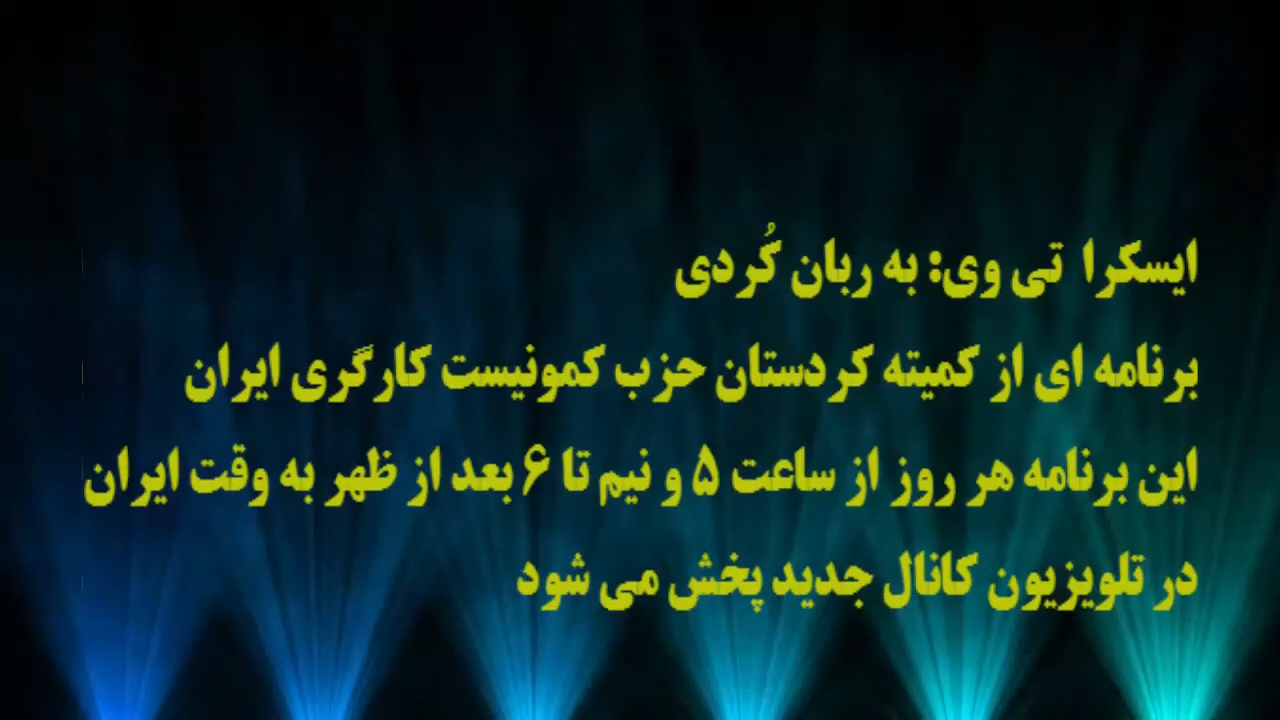 ایسکرا تی وی: به ربان کُردی
برنامه ای از کمیته کردستان حزب کمونیست کارگری ایران
این برنامه هر روز از ساعت ۵ و نیم تا ۶ بعد از ظهر به وقت ایران
در تلویزیون کانال جدید پخش می شود